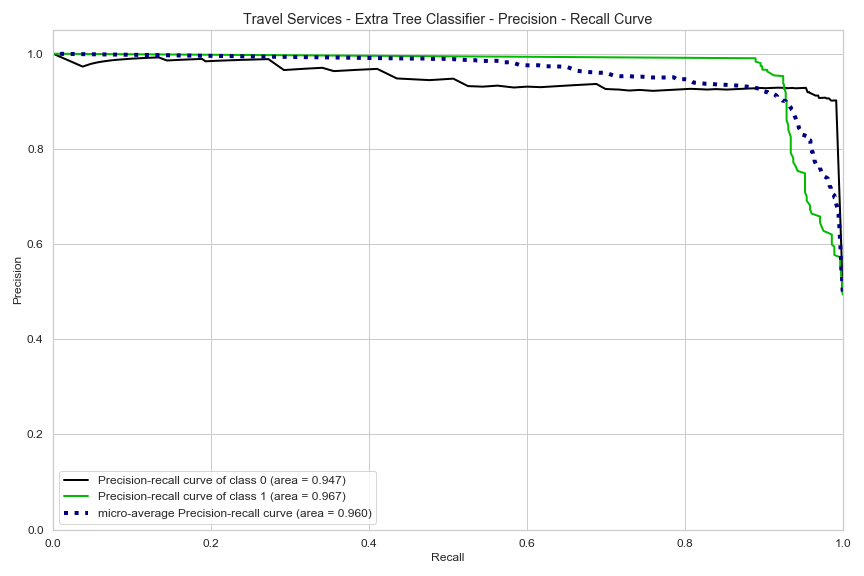 Travel Services - Extra Tree Classifier - Precision - Recall Curve
1.0
0.8
0.6
0.4
0.2
0.0
Precision
Precision-recall curve of class 0 (area = 0.947)
Precision-recall curve of class 1 (area = 0.967)
micro-average Precision-recall curve (area = 0.960)
0.0 0.2 0.4 0.6 0.8 1.0
Recall